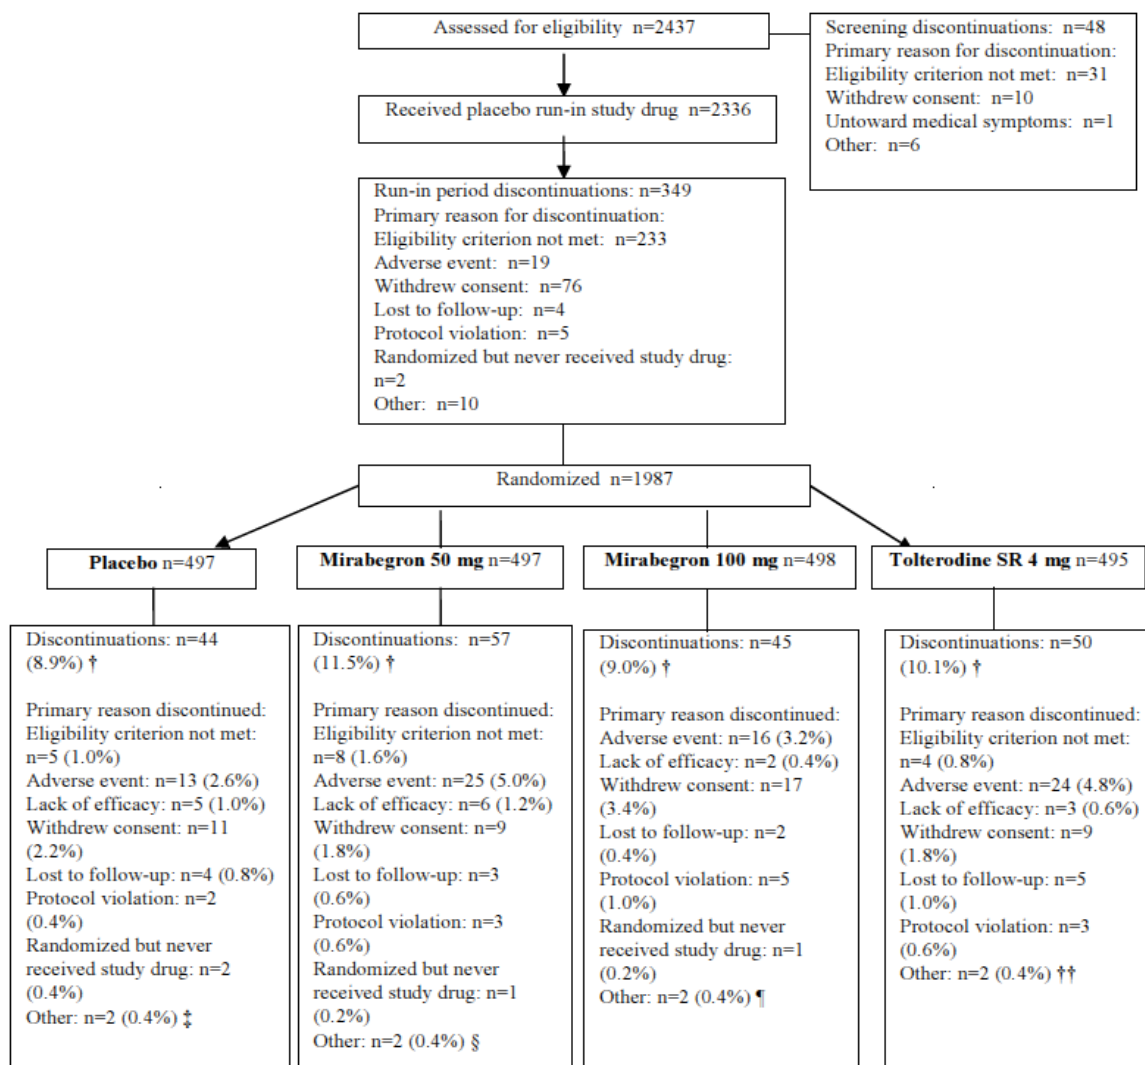 Assessed for eligibility n=2437
Screening discontinuations: n=48
Primary reason for discontinuation:
Eligibility criterion not met: n=31
Withdrew consent: n=10
Untoward medical symptoms: n=1
Other: n=6
Received placebo run-in study drug n=2336
Run-in period discontinuations: n=349
Primary reason for discontinuation:
Eligibility criterion not met: n=233
Adverse event: n=19
Withdrew consent: n=76
Lost to follow-up: n=4
Protocol violation: n=5
Randomized but never received study drug:
n=2
Other: n=10
Randomized n=1987
Placebo n=497
Mirabegron 50 mg n=497
Mirabegron 100 mg n=498
Tolterodine SR 4 mg n=495
Discontinuations: n=44
(8.9%) †
Primary reason discontinued:
Eligibility criterion not met:
n=5 (1.0%)
Adverse event: n=13 (2.6%)
Lack of efficacy: n=5 (1.0%)
Withdrew consent: n=11
(2.2%)
Lost to follow-up: n=4 (0.8%)
Protocol violation: n=2
(0.4%)
Randomized but never
received study drug: n=2
(0.4%)
Other: n=2 (0.4%) ‡
Discontinuations: n=57
(11.5%) †
Primary reason discontinued:
Eligibility criterion not met:
n=8 (1.6%)
Adverse event: n=25 (5.0%)
Lack of efficacy: n=6 (1.2%)
Withdrew consent: n=9
(1.8%)
Lost to follow-up: n=3
(0.6%)
Protocol violation: n=3
(0.6%)
Randomized but never
received study drug: n=1
(0.2%)
Other: n=2 (0.4%) §
Discontinuations: n=45
(9.0%) †
Primary reason discontinued:
Adverse event: n=16 (3.2%)
Lack of efficacy: n=2 (0.4%)
Withdrew consent: n=17
(3.4%)
Lost to follow-up: n=2
(0.4%)
Protocol violation: n=5
(1.0%)
Randomized but never
received study drug: n=1
(0.2%)
Other: n=2 (0.4%) ¶
Discontinuations: n=50
(10.1%) †
Primary reason discontinued:
Eligibility criterion not met:
n=4 (0.8%)
Adverse event: n=24 (4.8%)
Lack of efficacy: n=3 (0.6%)
Withdrew consent: n=9
(1.8%)
Lost to follow-up: n=5
(1.0%)
Protocol violation: n=3
(0.6%)
Other: n=2 (0.4%) ††